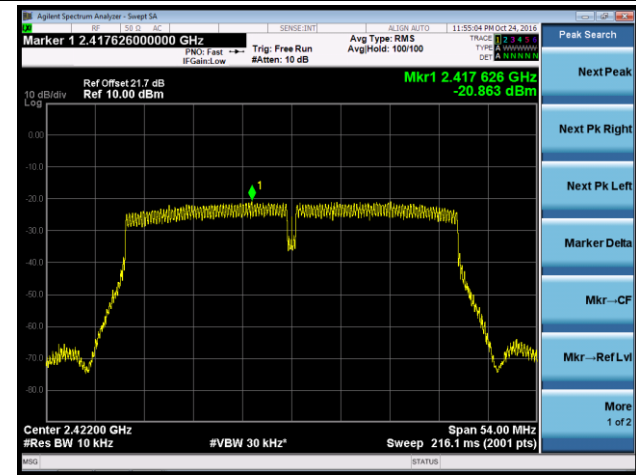 Agilent Spectrum Analyzer - Swept SA
RF 50 Ω AC SENSE:INT ALIGN AUTO 11:55:04 PM Oct 24, 2016
Marker 1 2.417626000000 GHz
PNO: Fast
IFGain:Low
Trig: Free Run
#Atten: 10 dB
Avg Type: RMS
Avg|Hold: 100/100
TRACE 1 2 3 4 5 6
TYPE A WWWWW
DET A N N N N N
Peak Search
Ref Offset 21.7 dB
10 dB/div Ref 10.00 dBm
Log
Mkr1 2.417 626 GHz
-20.863 dBm
0.00
-10.0
-20.0
-30.0
-40.0
-50.0
-60.0
-70.0
-80.0
1
Center 2.42200 GHz
#Res BW 10 kHz
#VBW 30 kHz*
Span 54.00 MHz
Sweep 216.1 ms (2001 pts)
Next Peak
Next Pk Right
Next Pk Left
Marker Delta
Mkr→CF
Mkr→Ref Lvl
More
1 of 2
MSG
STATUS